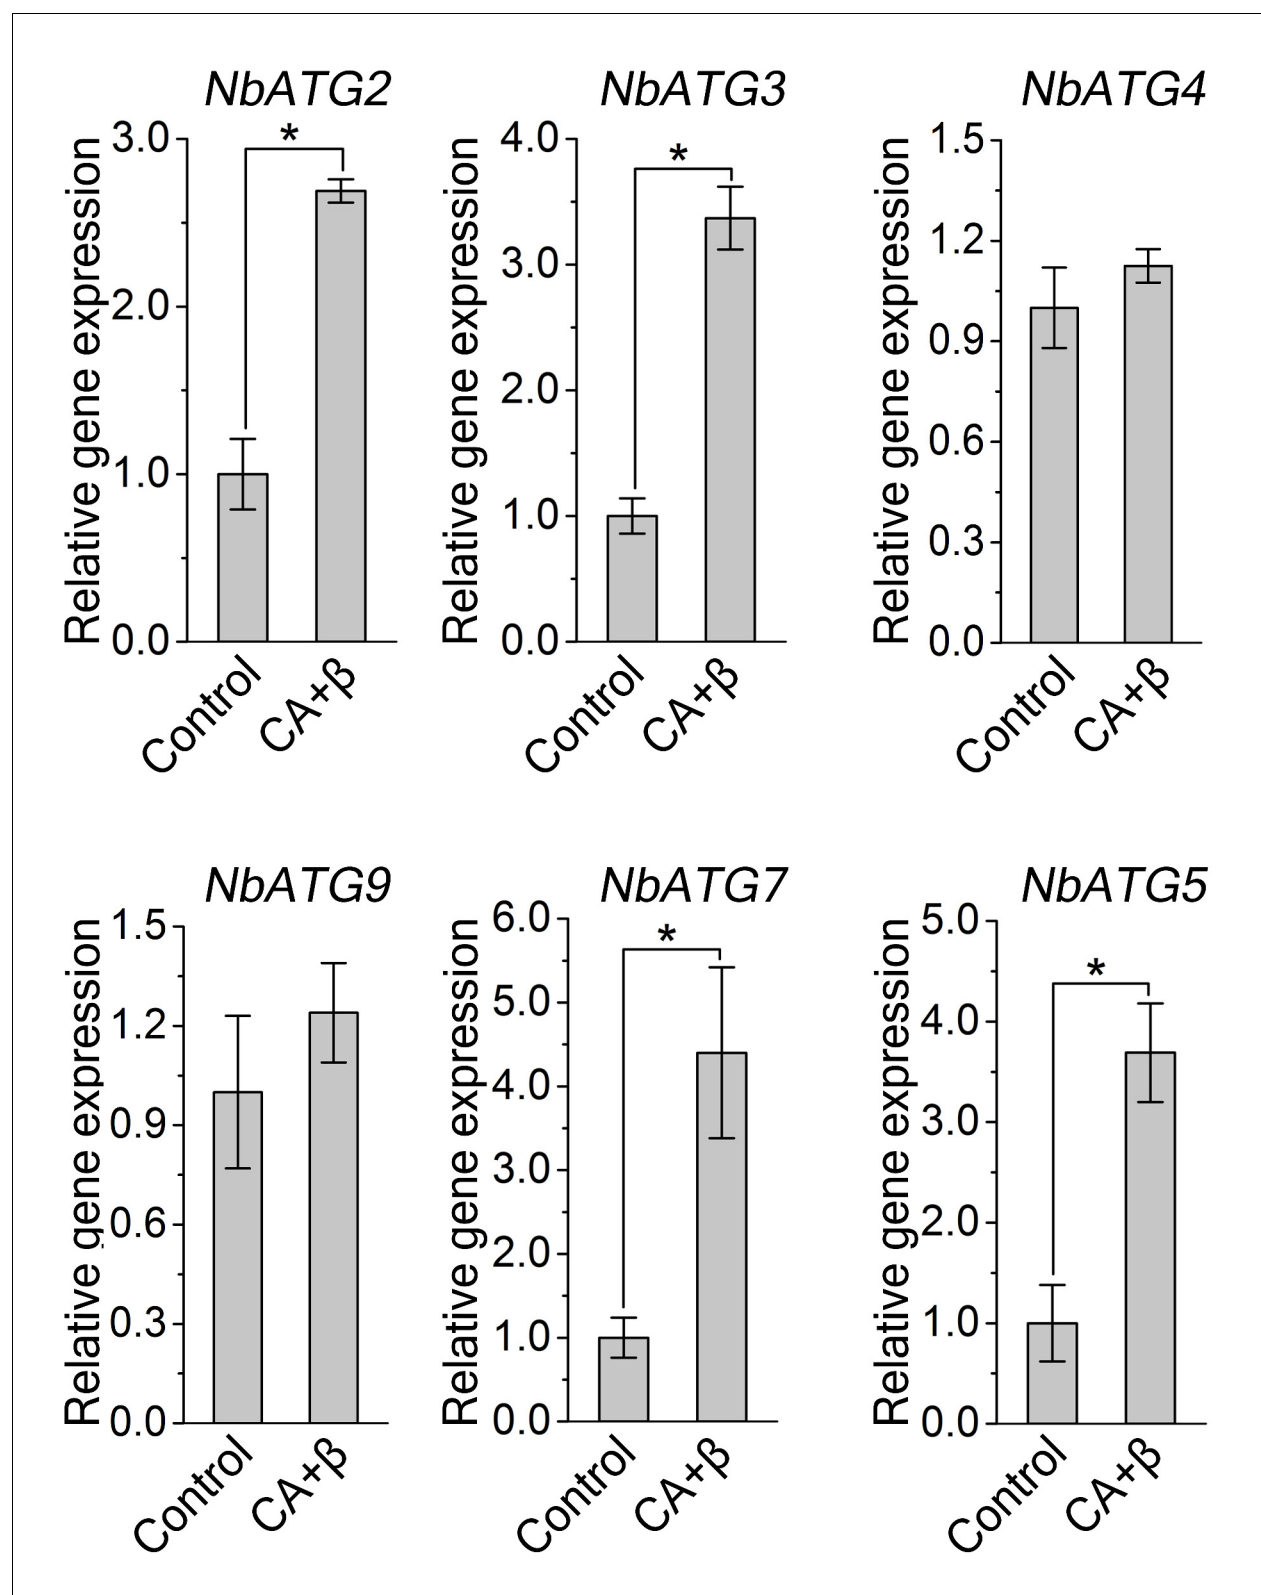 NbATG2
Relative gene expression
3.0
2.0
1.0
0.0
*
Control
CA+β
NbATG3
Relative gene expression
4.0
3.0
2.0
1.0
0.0
*
Control
CA+β
NbATG4
Relative gene expression
1.5
1.2
0.9
0.6
0.3
0.0
Control
CA+β
NbATG9
Relative gene expression
1.5
1.2
0.9
0.6
0.3
0.0
Control
CA+β
NbATG7
Relative gene expression
6.0
5.0
4.0
3.0
2.0
1.0
0.0
*
Control
CA+β
NbATG5
Relative gene expression
5.0
4.0
3.0
2.0
1.0
0.0
*
Control
CA+β